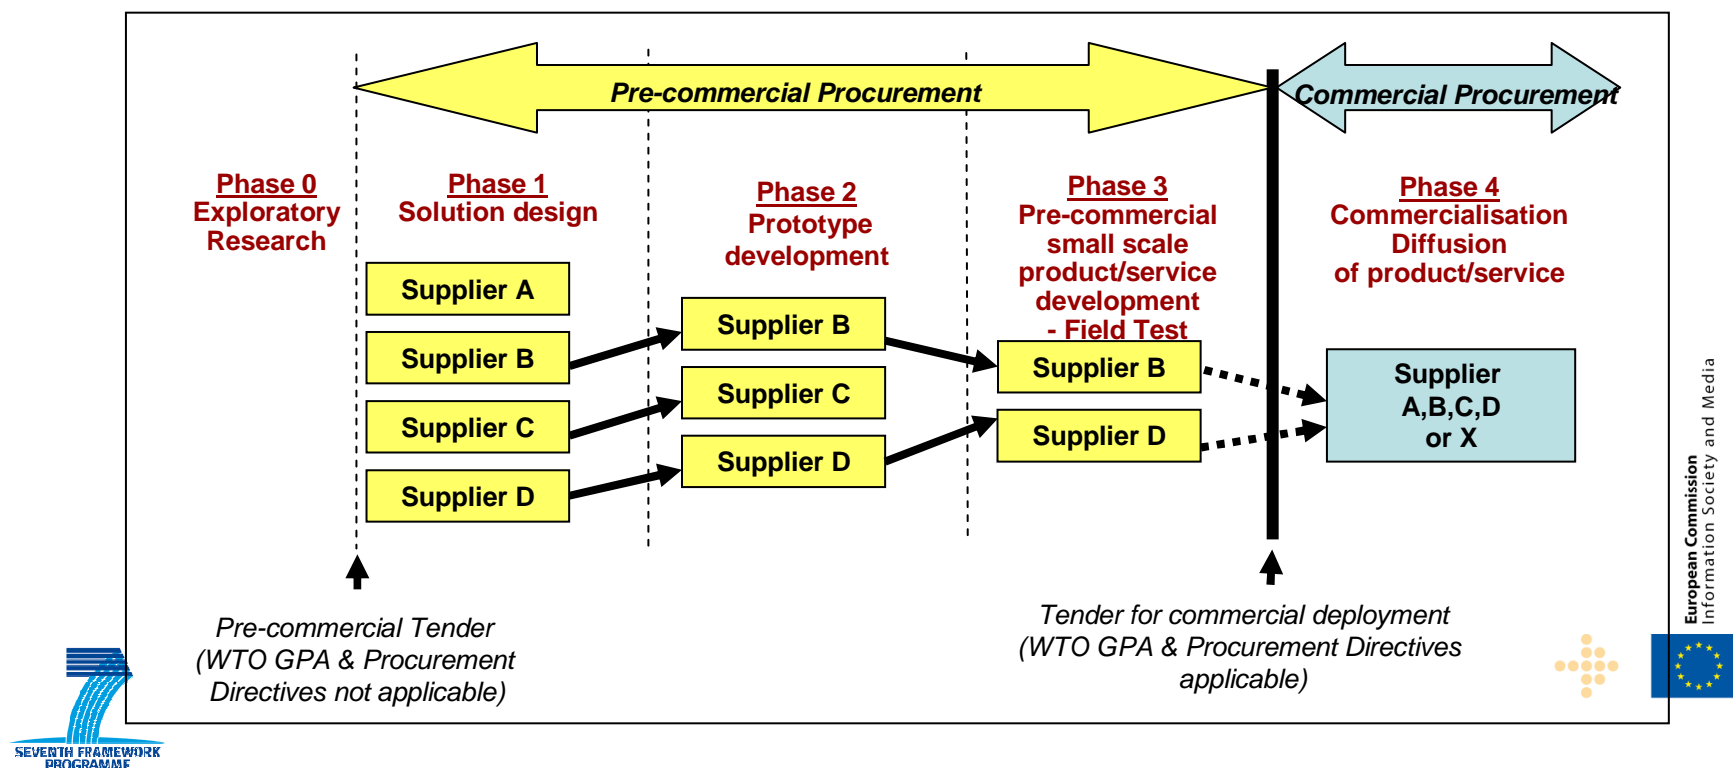 Pre-commercial Procurement
Commercial Procurement
Phase 0
Exploratory
Research
Phase 1
Solution design
Phase 2
Prototype
development
Phase 3
Pre-commercial
small scale
product/service
development
- Field Test
Phase 4
Commercialisation
Diffusion
of product/service
Supplier A
Supplier B
Supplier C
Supplier D
Supplier B
Supplier C
Supplier D
Supplier B
Supplier D
Supplier
A,B,C,D
or X
Pre-commercial Tender
(WTO GPA & Procurement
Directives not applicable)
Tender for commercial deployment
(WTO GPA & Procurement Directives
applicable)
European Commission
Information Society and Media
SEVENTH FRAMEWORK
PROGRAMME